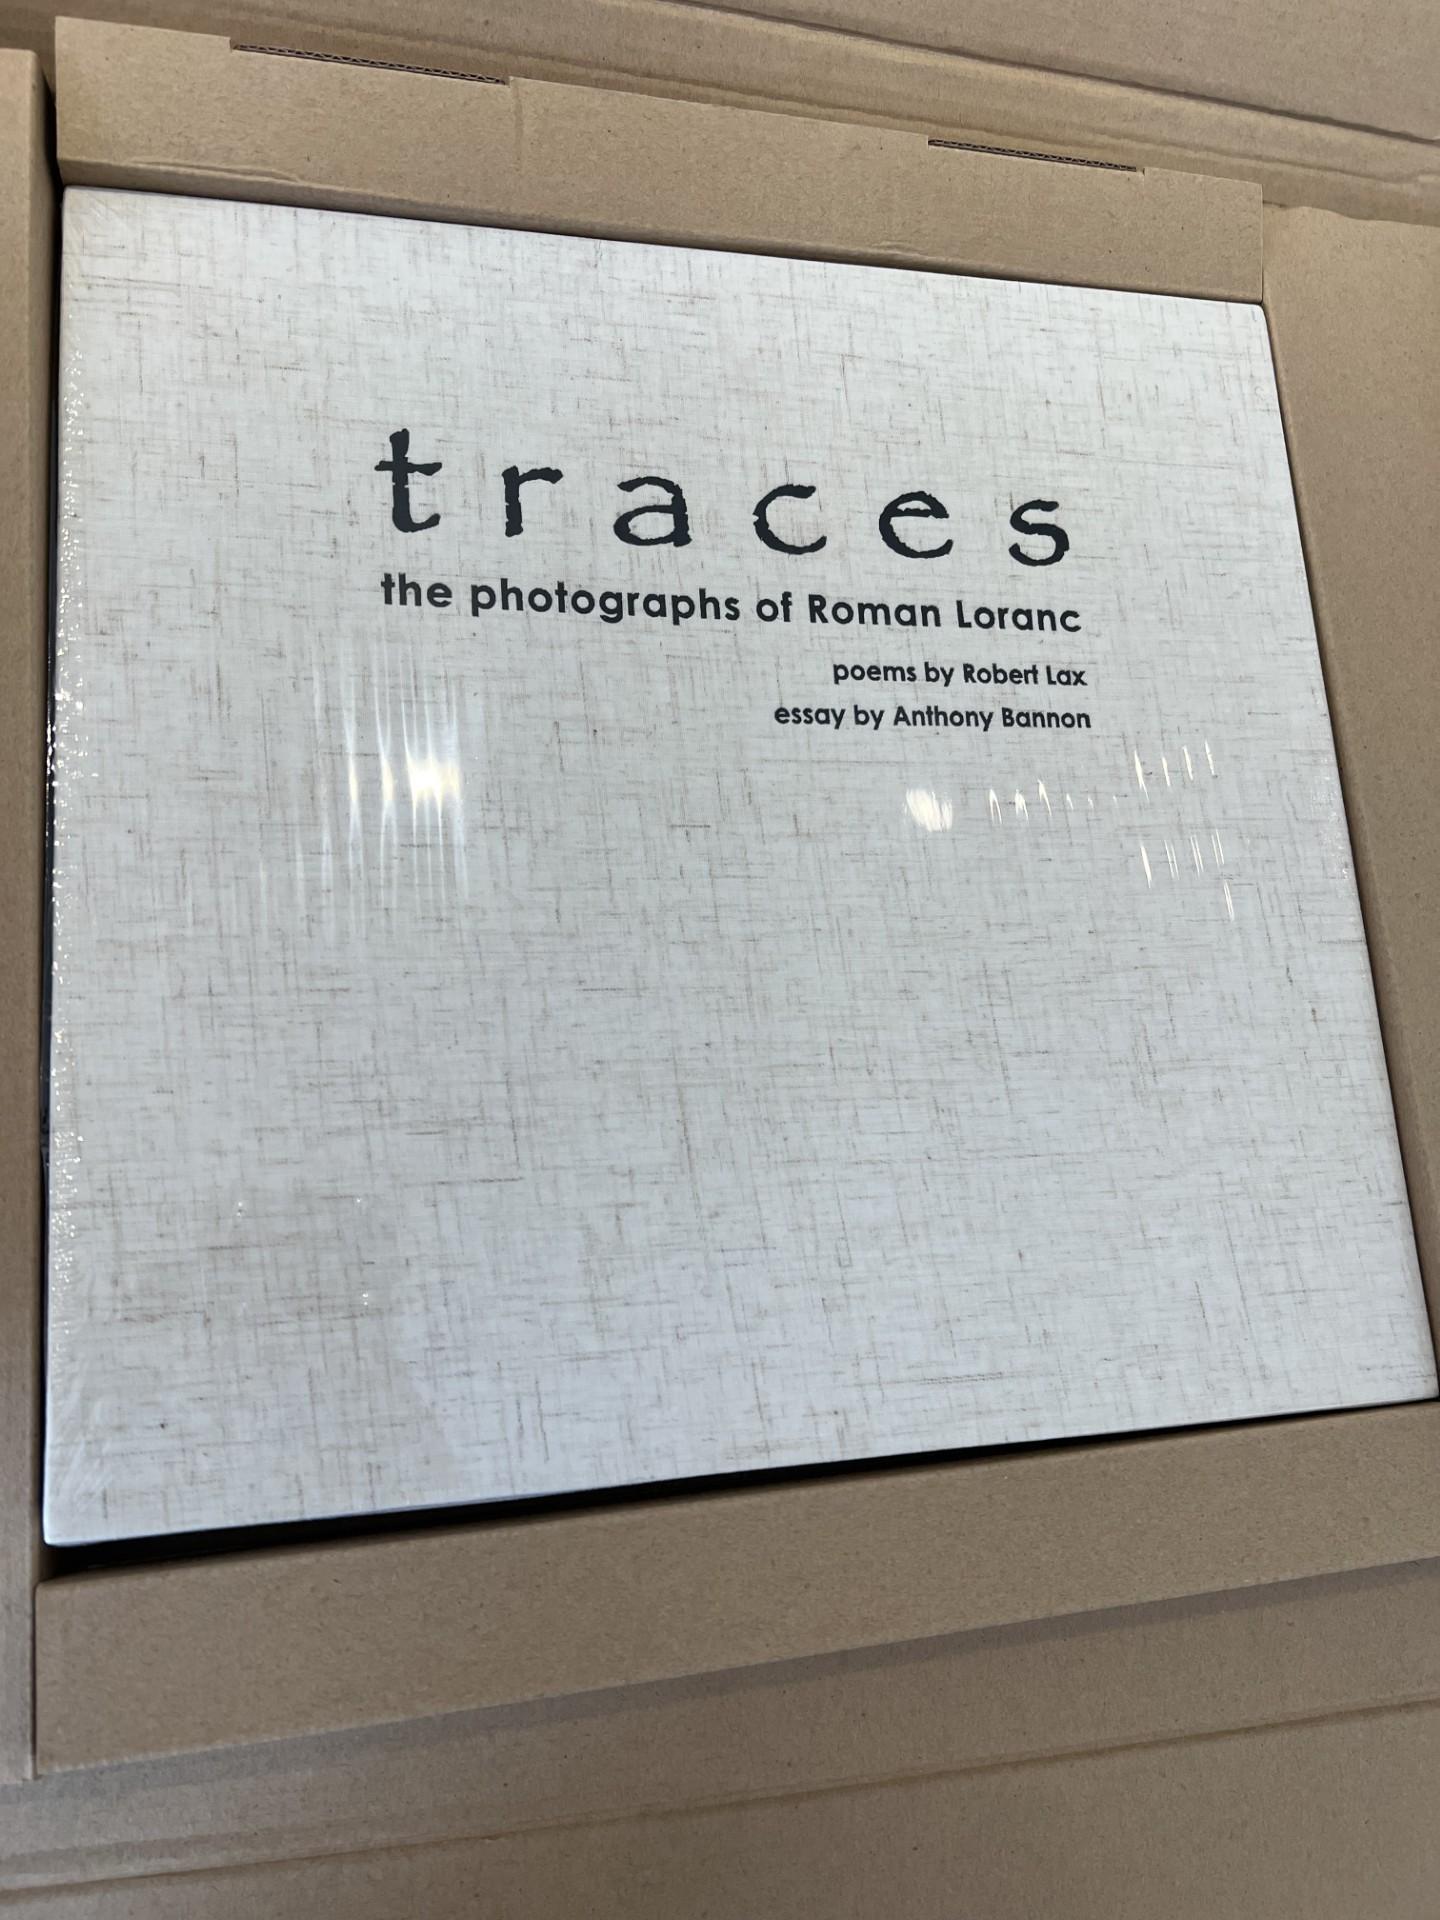 traces
the photographs of Roman Loranc
poems by Robert Lax
essay by Anthony Bannon